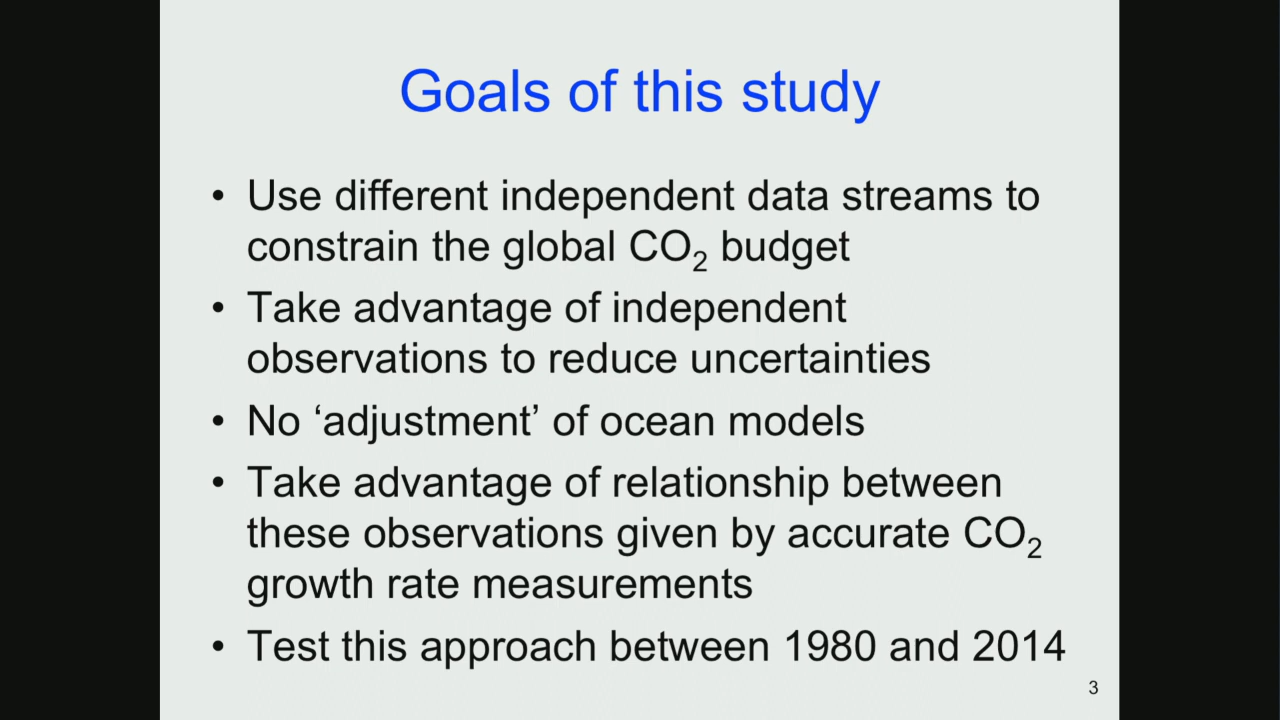 Goals of this study
• Use different independent data streams to
constrain the global CO₂ budget
• Take advantage of independent
observations to reduce uncertainties
• No ‘adjustment’ of ocean models
• Take advantage of relationship between
these observations given by accurate CO₂
growth rate measurements
• Test this approach between 1980 and 2014
3